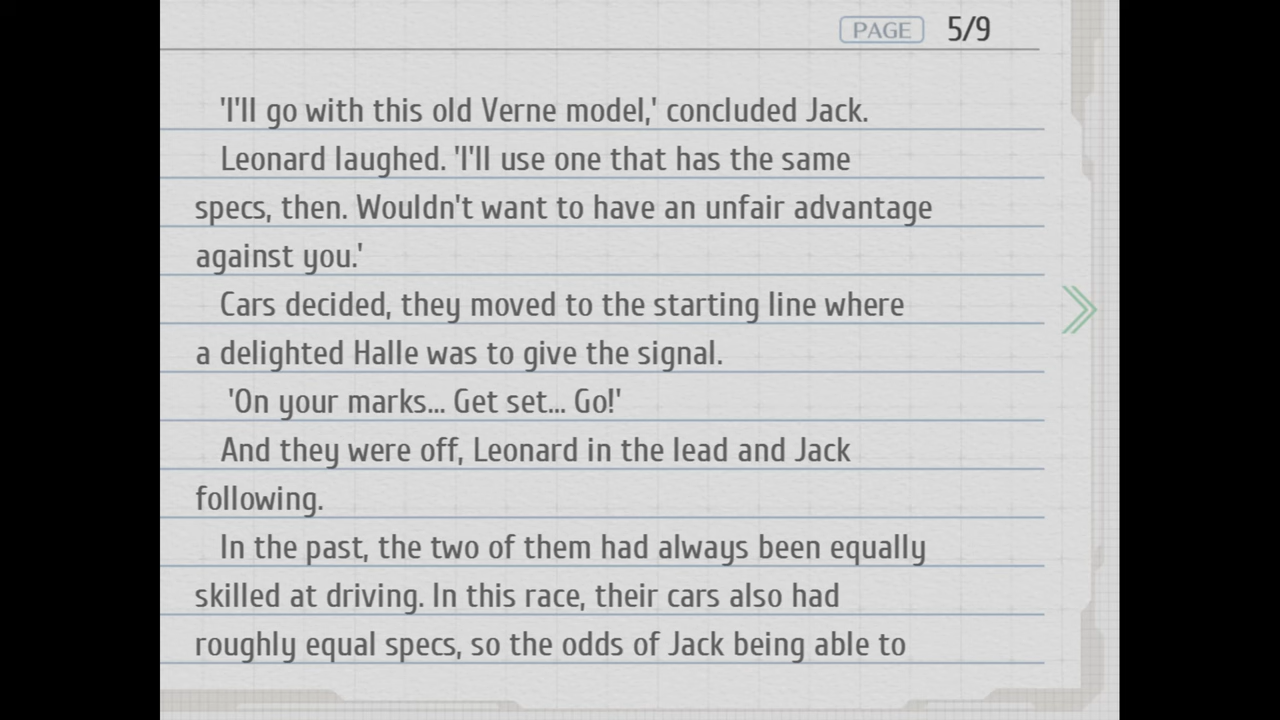 PAGE 5/9
'I'll go with this old Verne model,' concluded Jack.
Leonard laughed. 'I'll use one that has the same
specs, then. Wouldn't want to have an unfair advantage
against you.'
Cars decided, they moved to the starting line where
a delighted Halle was to give the signal.
'On your marks... Get set... Go!'
And they were off, Leonard in the lead and Jack
following.
In the past, the two of them had always been equally
skilled at driving. In this race, their cars also had
roughly equal specs, so the odds of Jack being able to